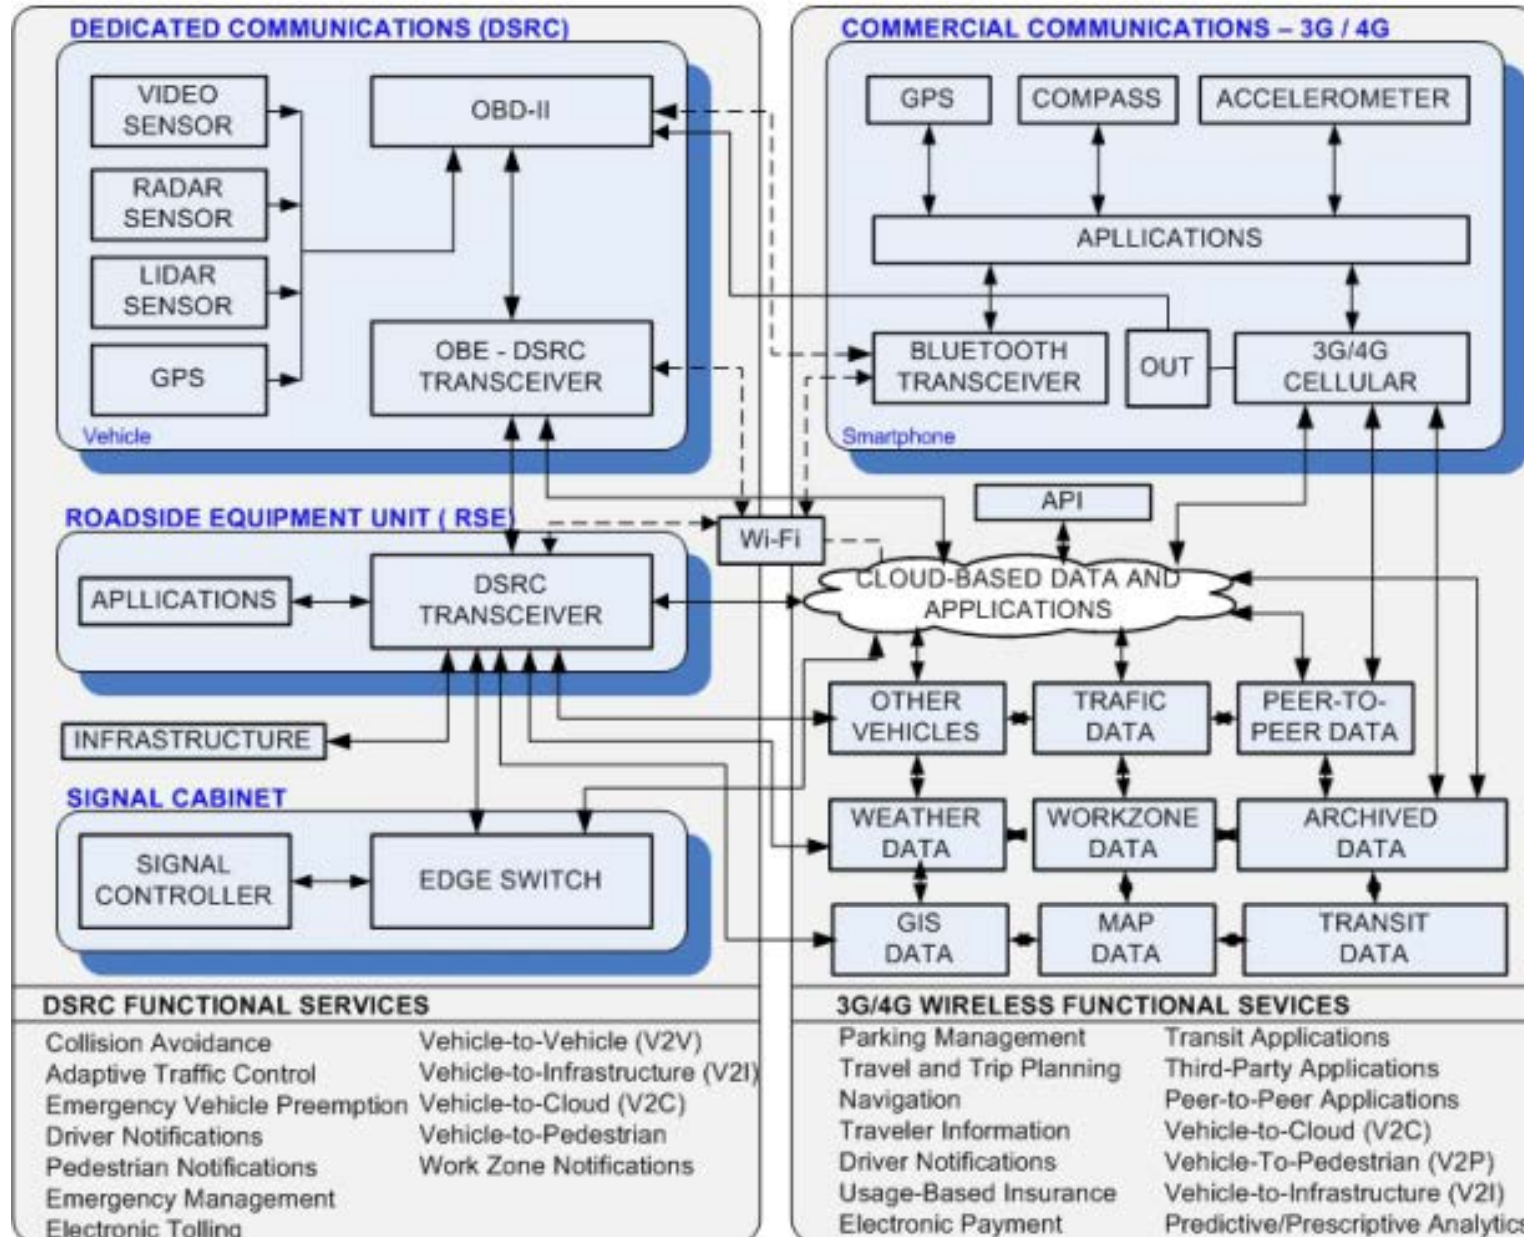 DEDICATED COMMUNICATIONS (DSRC)
VIDEO
SENSOR
RADAR
SENSOR
LIDAR
SENSOR
GPS
OBD-II
OBE - DSRC
TRANSCEIVER
Vehicle
ROADSIDE EQUIPMENT UNIT ( RSE)
APLLICATIONS
DSRC
TRANSCEIVER
INFRASTRUCTURE
SIGNAL CABINET
SIGNAL
CONTROLLER
EDGE SWITCH
Wi-Fi
COMMERCIAL COMMUNICATIONS – 3G / 4G
GPS
COMPASS
ACCELEROMETER
APLLICATIONS
BLUETOOTH
TRANSCEIVER
OUT
3G/4G
CELLULAR
Smartphone
API
CLOUD-BASED DATA AND
APPLICATIONS
OTHER
VEHICLES
TRAFIC
DATA
PEER-TO-
PEER DATA
WEATHER
DATA
WORKZONE
DATA
ARCHIVED
DATA
GIS
DATA
MAP
DATA
TRANSIT
DATA
DSRC FUNCTIONAL SERVICES
Collision Avoidance
Adaptive Traffic Control
Emergency Vehicle Preemption
Driver Notifications
Pedestrian Notifications
Emergency Management
Electronic Tolling
Vehicle-to-Vehicle (V2V)
Vehicle-to-Infrastructure (V2I)
Vehicle-to-Cloud (V2C)
Vehicle-to-Pedestrian
Work Zone Notifications
3G/4G WIRELESS FUNCTIONAL SEVICES
Parking Management
Travel and Trip Planning
Navigation
Traveler Information
Driver Notifications
Usage-Based Insurance
Electronic Payment
Transit Applications
Third-Party Applications
Peer-to-Peer Applications
Vehicle-to-Cloud (V2C)
Vehicle-To-Pedestrian (V2P)
Vehicle-to-Infrastructure (V2I)
Predictive/Prescriptive Analytics